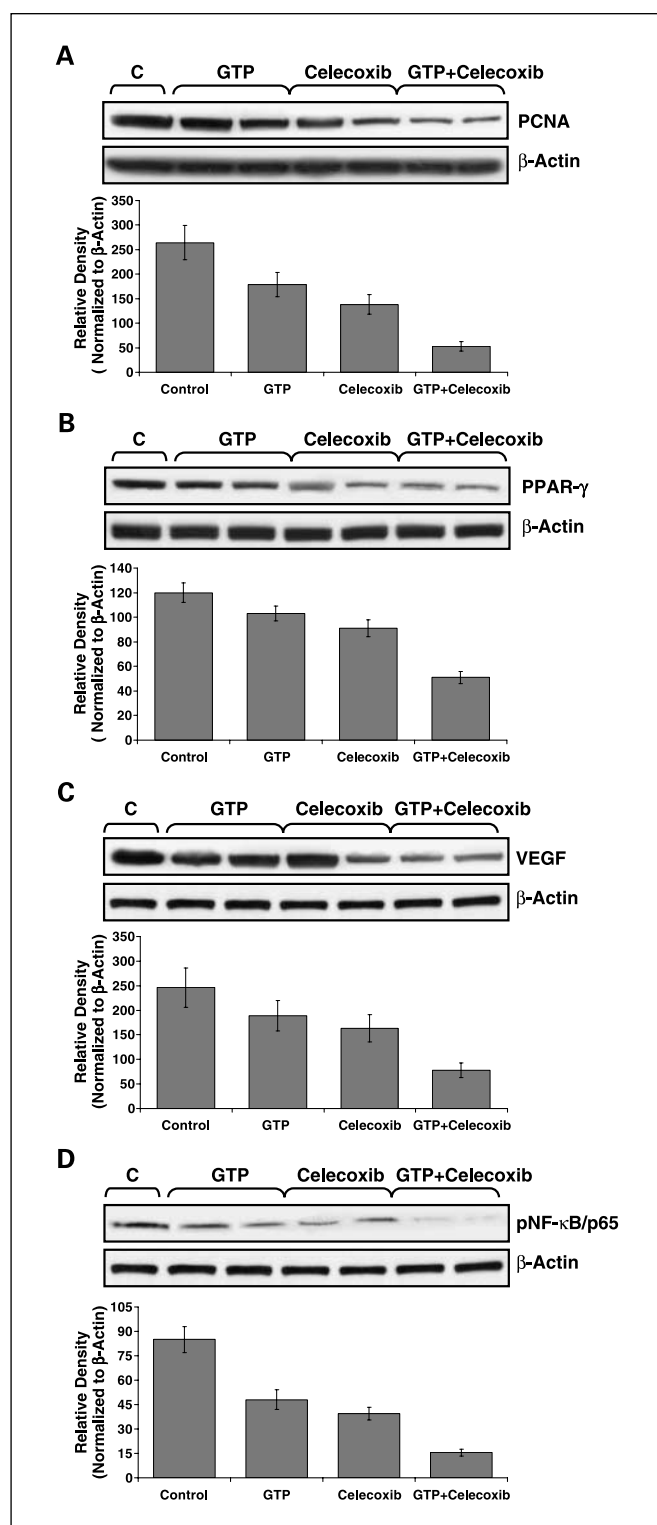 A
C GTP Celecoxib GTP+Celecoxib
PCNA
β-Actin
Relative Density
( Normalized to β-Actin)
350
300
250
200
150
100
50
0
Control GTP Celecoxib GTP+Celecoxib
B
C GTP Celecoxib GTP+Celecoxib
PPAR-γ
β-Actin
Relative Density
( Normalized to β-Actin)
140
120
100
80
60
40
20
0
Control GTP Celecoxib GTP+Celecoxib
C
C GTP Celecoxib GTP+Celecoxib
VEGF
β-Actin
Relative Density
(Normalized to β-Actin)
350
300
250
200
150
100
50
0
Control GTP Celecoxib GTP+Celecoxib
D
C GTP Celecoxib GTP+Celecoxib
pNF-κB/p65
β-Actin
Relative Density
(Normalized to β-Actin)
105
90
75
60
45
30
15
0
Control GTP Celecoxib GTP+Celecoxib